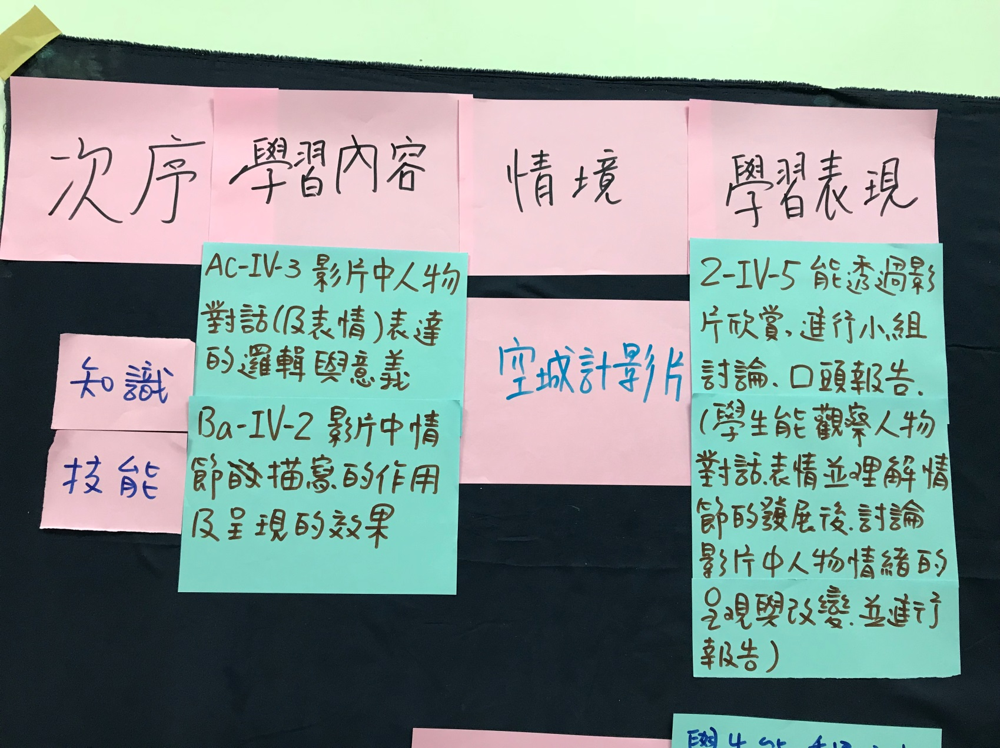 次序
學習內容
情境
學習表現
知識
技能
AC-IV-3 影片中人物
對話(及表情)表達
的邏輯與意義
Ba-IV-2 影片中情
節描寫的作用
及呈現的效果
空城計影片
2-IV-5 能透過影
片欣賞、進行小組
討論、口頭報告.
(學生能觀察人物
對話.表情並理解情
節的發展後.討論
影片中人物情緒的
呈現與改變.並進行
報告)